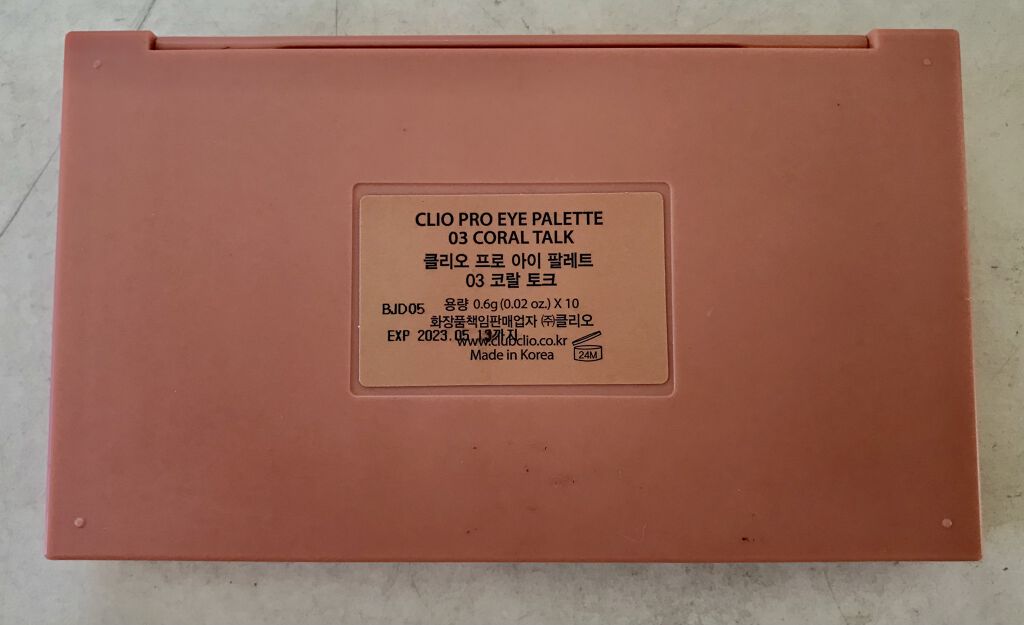 CLIO PRO EYE PALETTE
03 CORAL TALK
클리오 프로 아이 팔레트
03 코랄 토크
용량 0.6g (0.02 oz.) X 10
BJD05
화장품책임판매업자 ㈜클리오
EXP 2023.05.13까지
www.clubclio.co.kr
Made in Korea
24M